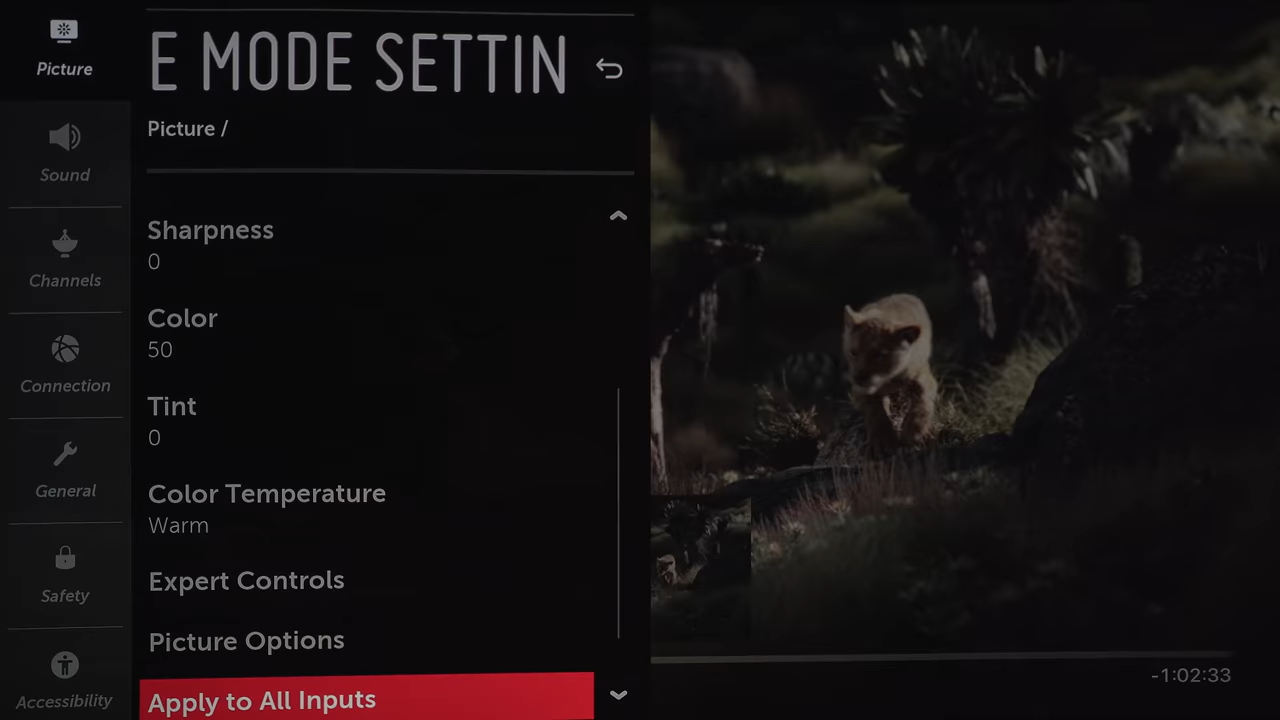 Picture
Sound
Channels
Connection
General
Safety
Accessibility
E MODE SETTIN
Picture /
Sharpness
0
Color
50
Tint
0
Color Temperature
Warm
Expert Controls
Picture Options
Apply to All Inputs
-1:02:33